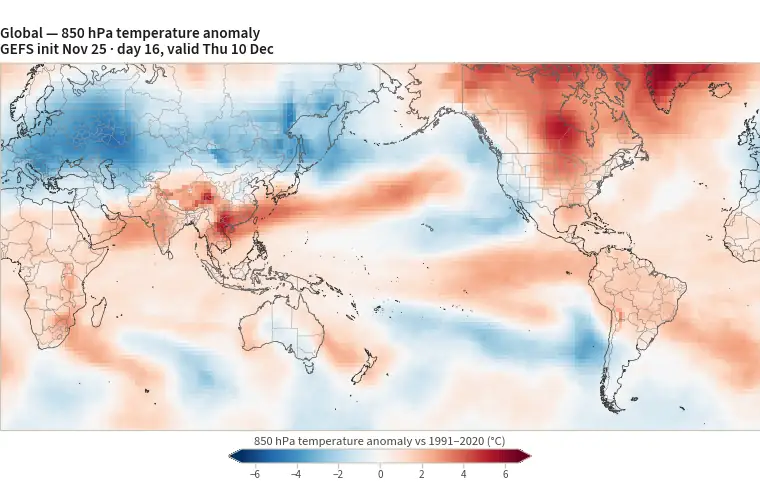 Global — 850 hPa temperature anomaly
GEFS init Nov 25 · day 16, valid Thu 10 Dec
850 hPa temperature anomaly vs 1991–2020 (°C)
−6 −4 −2 0 2 4 6